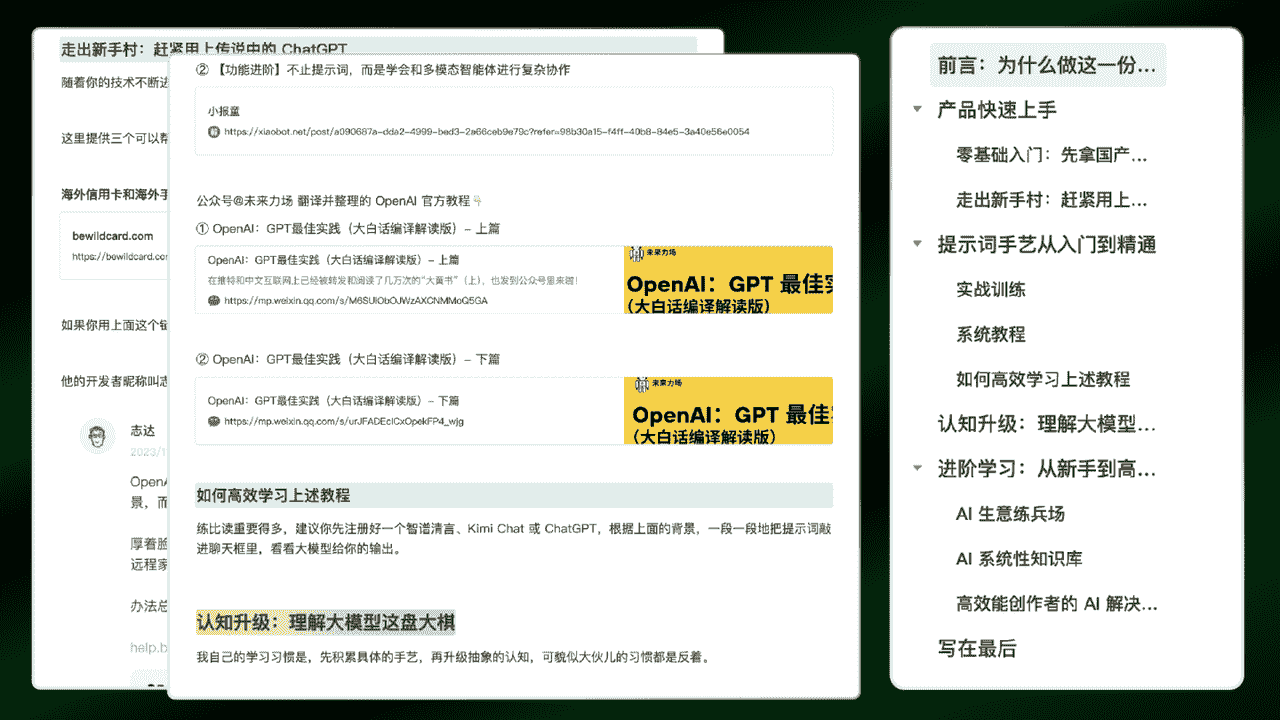 走出新手村：赶紧用上传说中的 ChatGPT
随着你的技术不断进
这里提供三个可以帮
海外信用卡和海外手
bewildcard.com
https://bewildcard.com
如果你用上面这个链
他的开发者昵称叫志
志达
2023/1
OpenA
景，而
厚着脸
远程家
办法总
help.b
② 【功能进阶】不止提示词，而是学会和多模态智能体进行复杂协作
小报童
https://xiaobot.net/post/a090687a-dda2-4999-bed3-2a66ceb9e79c?refer=98b30a15-f4ff-40b8-84e5-3a40e56e0054
公众号@未来力场 翻译并整理的 OpenAI 官方教程👇
① OpenAI：GPT最佳实践（大白话编译解读版）– 上篇
OpenAI：GPT最佳实践（大白话编译解读版）– 上篇
在推特和中文互联网上已经被转发和阅读了几万次的“大黄书”（上），也发到公众号里来啦！
https://mp.weixin.qq.com/s/M6SUlObOJWzAXCNMMoQ5GA
未来力场
OpenAI：GPT 最佳实
（大白话编译解读版）
② OpenAI：GPT最佳实践（大白话编译解读版）– 下篇
OpenAI：GPT最佳实践（大白话编译解读版）– 下篇
https://mp.weixin.qq.com/s/urJFADEclCxOpekFP4_wjg
未来力场
OpenAI：GPT 最佳
（大白话编译解读版）
如何高效学习上述教程
练比读重要得多，建议你先注册好一个智谱清言、Kimi Chat 或 ChatGPT，根据上面的背景，一段一段地把提示词敲
进聊天框里，看看大模型给你的输出。
认知升级：理解大模型这盘大棋
我自己的学习习惯是，先积累具体的手艺，再升级抽象的认知，可貌似大伙儿的习惯都是反着。
前言：为什么做这一份...
产品快速上手
零基础入门：先拿国产...
走出新手村：赶紧用上...
提示词手艺从入门到精通
实战训练
系统教程
如何高效学习上述教程
认知升级：理解大模型...
进阶学习：从新手到高...
AI 生意练兵场
AI 系统性知识库
高效能创作者的 AI 解决...
写在最后